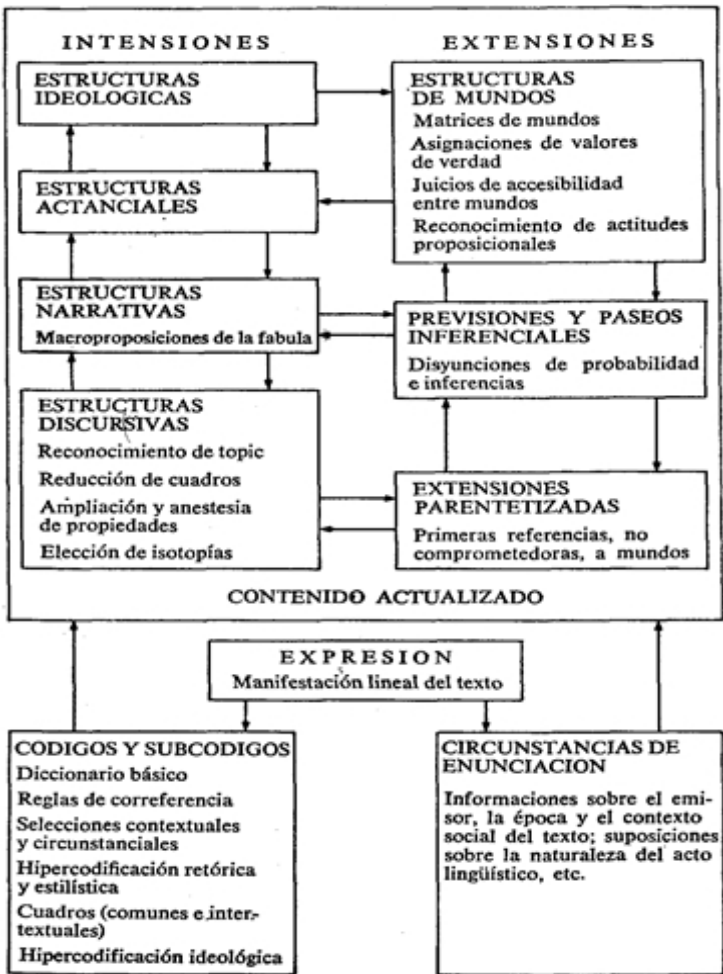 INTENSIONES
EXTENSIONES
ESTRUCTURAS
IDEOLOGICAS
ESTRUCTURAS
ACTANCIALES
ESTRUCTURAS
NARRATIVAS
Macroproposiciones de la fabula
ESTRUCTURAS
DISCURSIVAS
Reconocimiento de topic
Reducción de cuadros
Ampliación y anestesia
de propiedades
Elección de isotopías
ESTRUCTURAS
DE MUNDOS
Matrices de mundos
Asignaciones de valores
de verdad
Juicios de accesibilidad
entre mundos
Reconocimiento de actitudes
proposicionales
PREVISIONES Y PASEOS
INFERENCIALES
Disyunciones de probabilidad
e inferencias
EXTENSIONES
PARENTETIZADAS
Primeras referencias, no
comprometedoras, a mundos
CONTENIDO ACTUALIZADO
EXPRESION
Manifestación lineal del texto
CODIGOS Y SUBCODIGOS
Diccionario básico
Reglas de correferencia
Selecciones contextuales
y circunstanciales
Hipercodificación retórica
y estilística
Cuadros (comunes e inter-
textuales)
Hipercodificación ideológica
CIRCUNSTANCIAS DE
ENUNCIACION
Informaciones sobre el emi-
sor, la época y el contexto
social del texto; suposiciones
sobre la naturaleza del acto
lingüístico, etc.